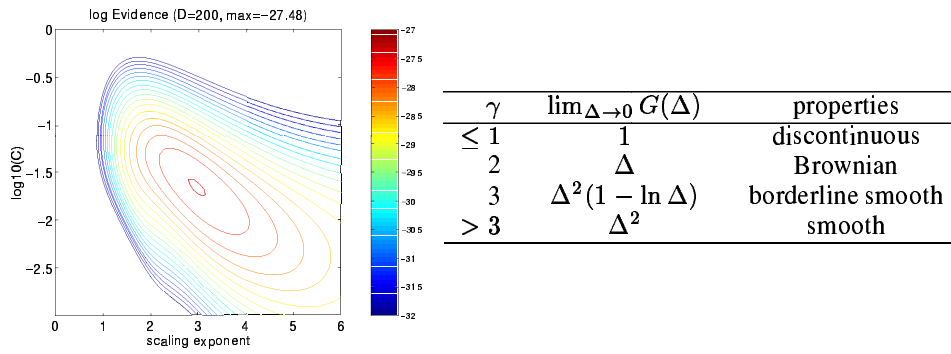 log Evidence (D=200, max=−27.48)
0
−0.5
−1
−1.5
−2
−2.5
log10(C)
0 1 2 3 4 5 6
scaling exponent
−27
−27.5
−28
−28.5
−29
−29.5
−30
−30.5
−31
−31.5
−32
γ lim_{Δ→0} G(Δ) properties
≤ 1 1 discontinuous
2 Δ Brownian
3 Δ²(1 − ln Δ) borderline smooth
> 3 Δ² smooth